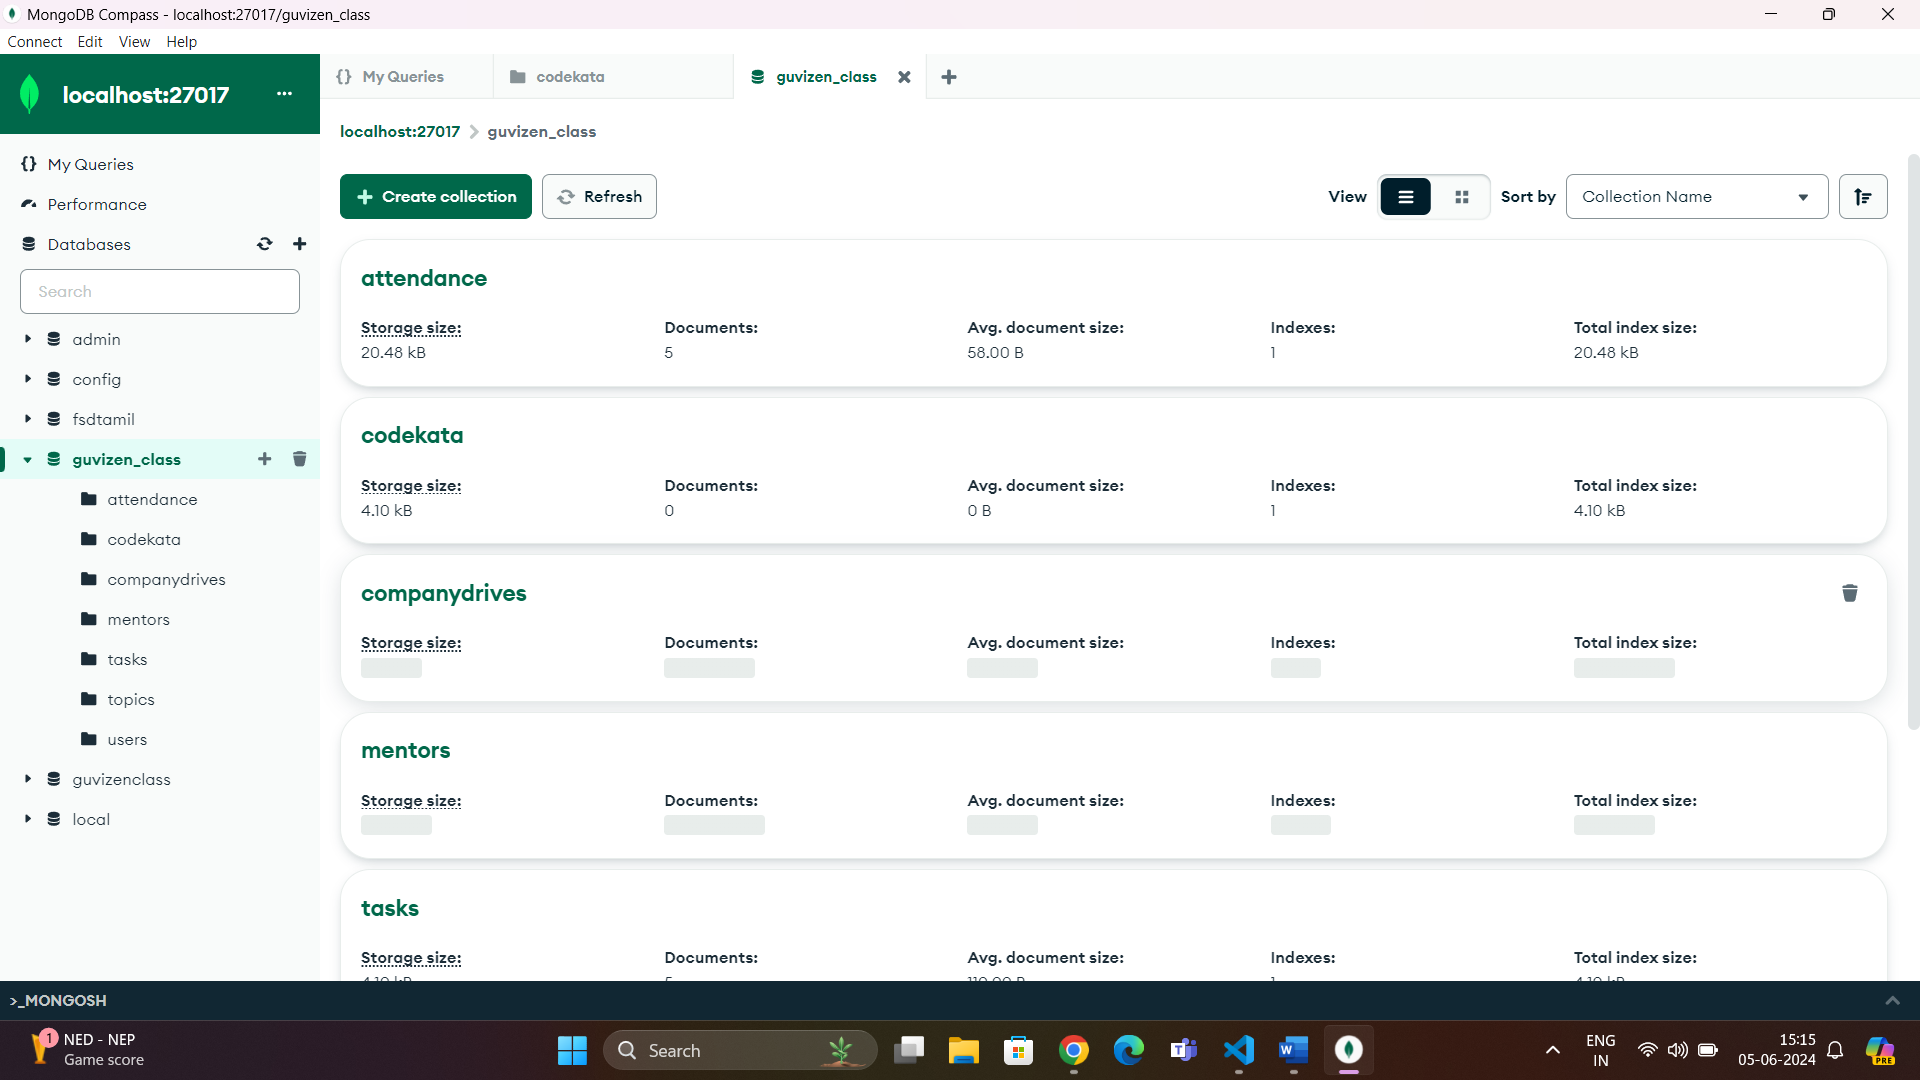 MongoDB Compass - localhost:27017/guvizen_class
Connect Edit View Help
localhost:27017 ...
{} My Queries
codekata
guvizen_class
localhost:27017 > guvizen_class
My Queries
Performance
Databases
Search
admin
config
fsdtamil
guvizen_class
attendance
codekata
companydrives
mentors
tasks
topics
users
guvizenclass
local
Create collection
Refresh
View
Sort by
Collection Name
attendance
Storage size: Documents: Avg. document size: Indexes: Total index size:
20.48 kB 5 58.00 B 1 20.48 kB
codekata
Storage size: Documents: Avg. document size: Indexes: Total index size:
4.10 kB 0 0 B 1 4.10 kB
companydrives
Storage size: Documents: Avg. document size: Indexes: Total index size:
mentors
Storage size: Documents: Avg. document size: Indexes: Total index size:
tasks
Storage size: Documents: Avg. document size: Indexes: Total index size:
>_MONGOSH
1
NED - NEP
Game score
Search
ENG
IN
15:15
05-06-2024
PRE